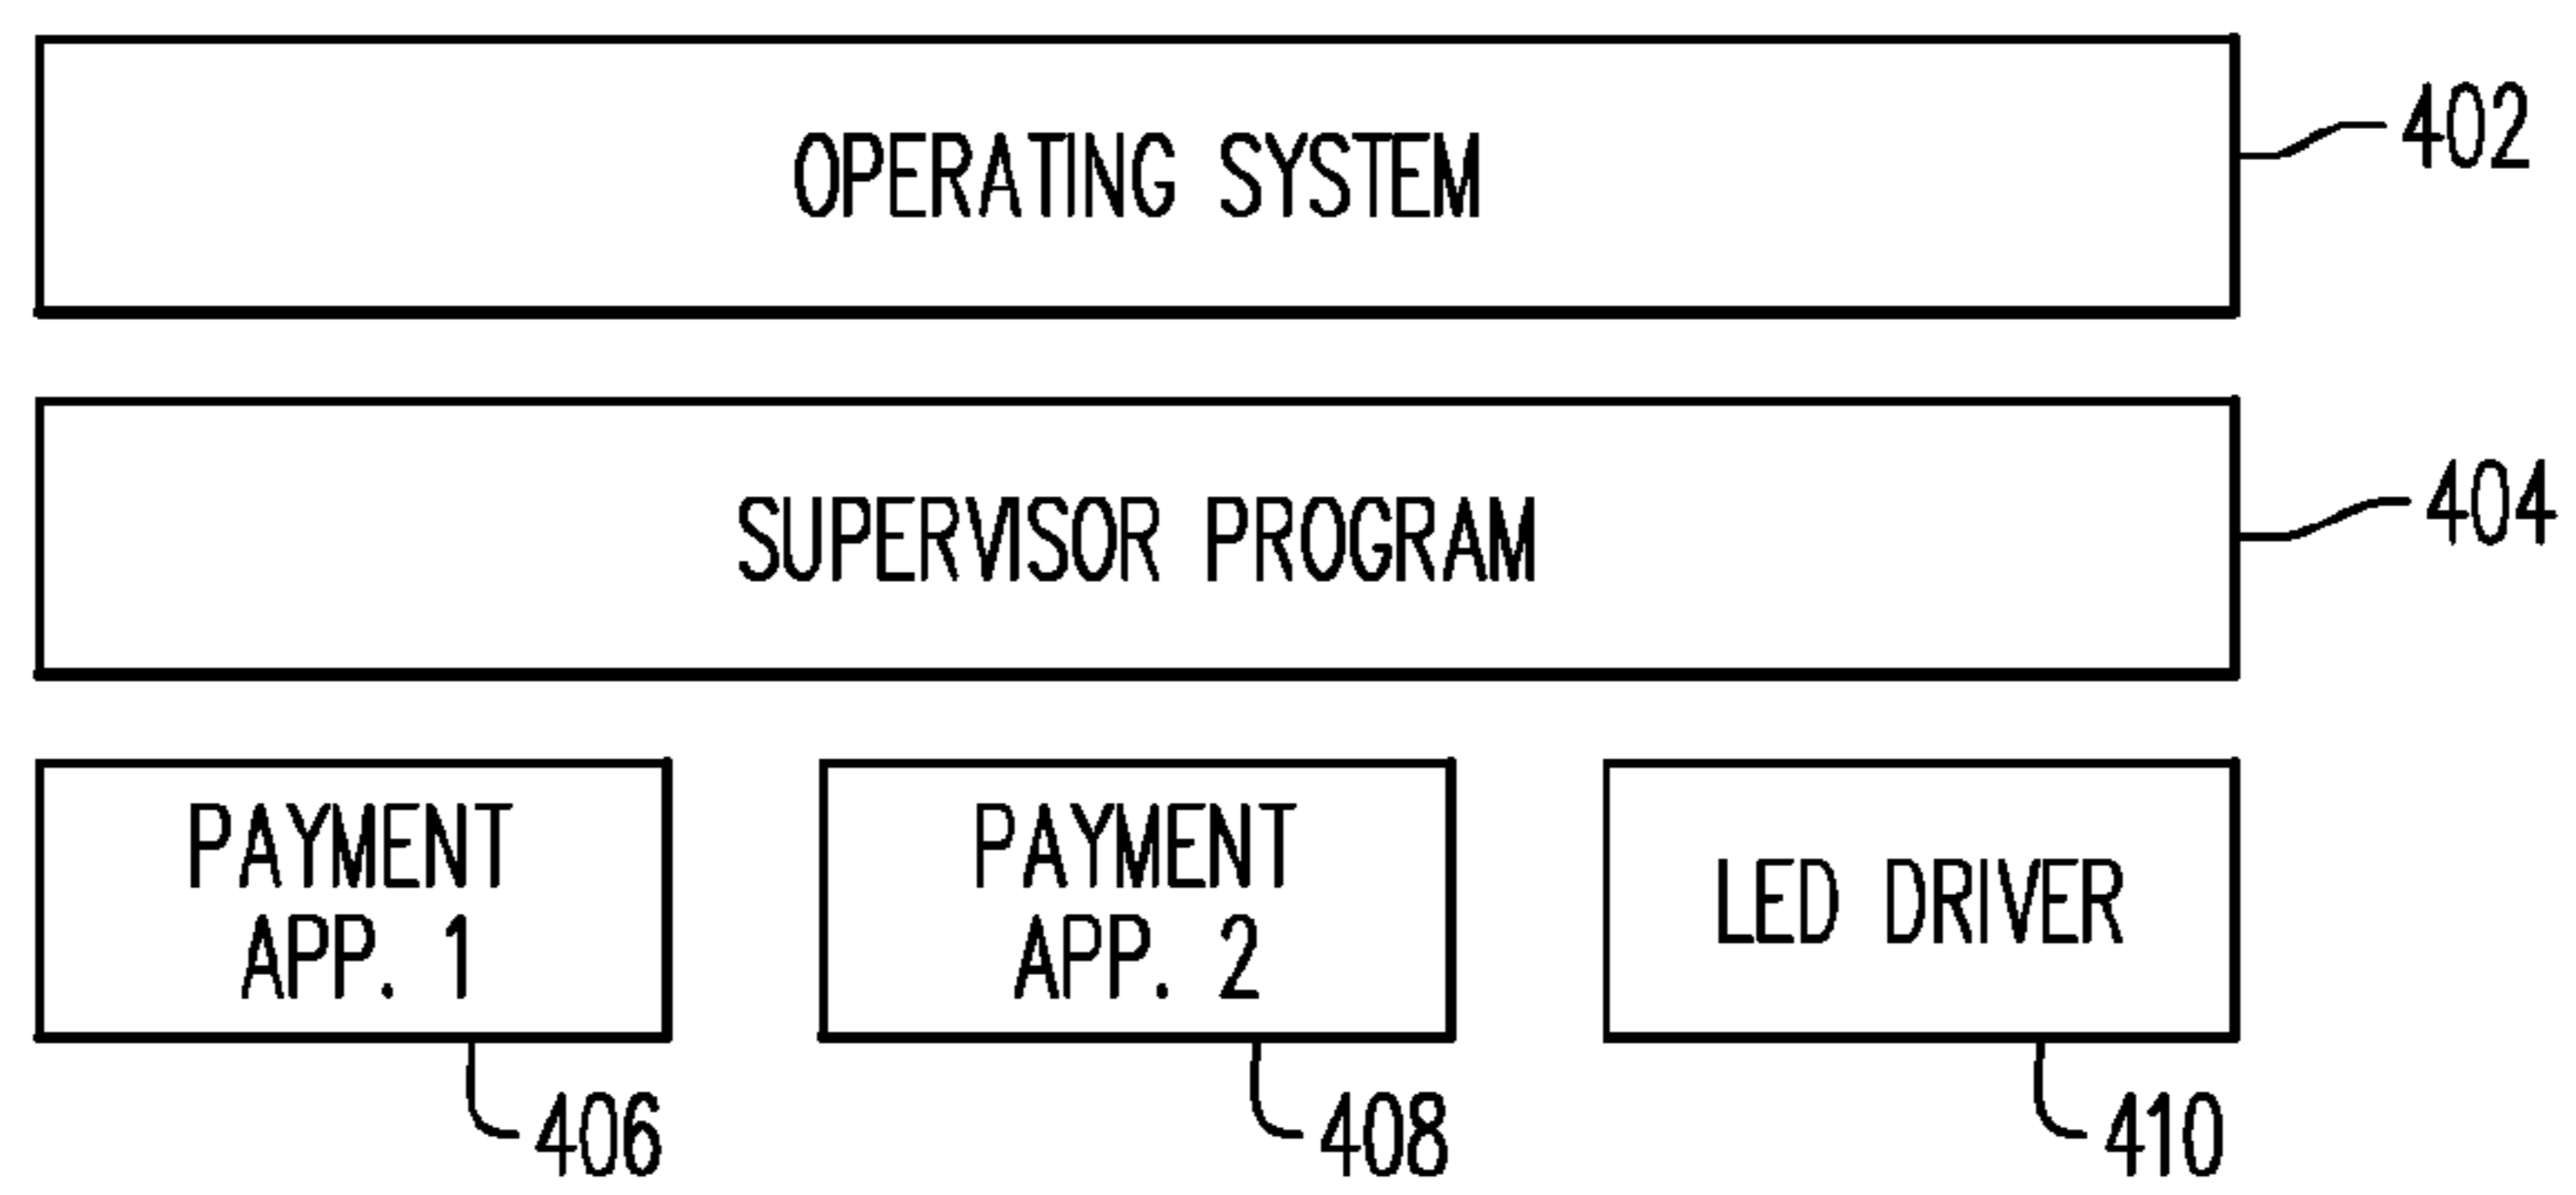 OPERATING SYSTEM
402
SUPERVISOR PROGRAM
404
PAYMENT
APP. 1
PAYMENT
APP. 2
LED DRIVER
406
408
410